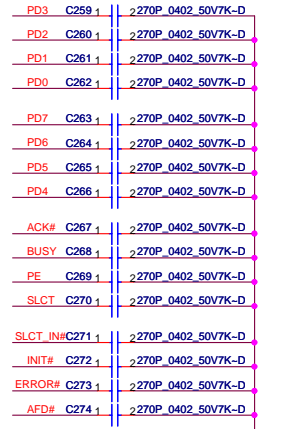 PD3 C259 1 2 270P_0402_50V7K~D
PD2 C260 1 2 270P_0402_50V7K~D
PD1 C261 1 2 270P_0402_50V7K~D
PD0 C262 1 2 270P_0402_50V7K~D
PD7 C263 1 2 270P_0402_50V7K~D
PD6 C264 1 2 270P_0402_50V7K~D
PD5 C265 1 2 270P_0402_50V7K~D
PD4 C266 1 2 270P_0402_50V7K~D
ACK# C267 1 2 270P_0402_50V7K~D
BUSY C268 1 2 270P_0402_50V7K~D
PE C269 1 2 270P_0402_50V7K~D
SLCT C270 1 2 270P_0402_50V7K~D
SLCT_IN# C271 1 2 270P_0402_50V7K~D
INIT# C272 1 2 270P_0402_50V7K~D
ERROR# C273 1 2 270P_0402_50V7K~D
AFD# C274 1 2 270P_0402_50V7K~D